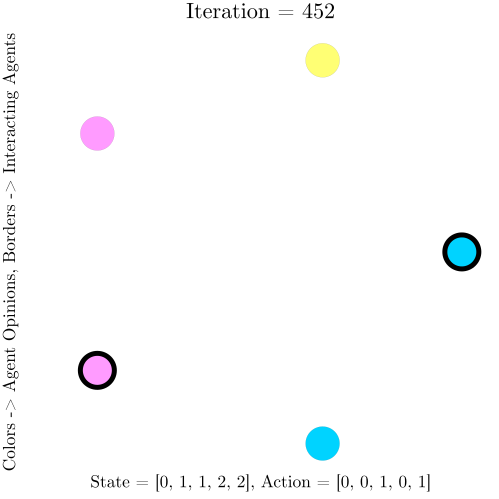 Iteration = 452
Colors -> Agent Opinions, Borders -> Interacting Agents
State = [0, 1, 1, 2, 2], Action = [0, 0, 1, 0, 1]